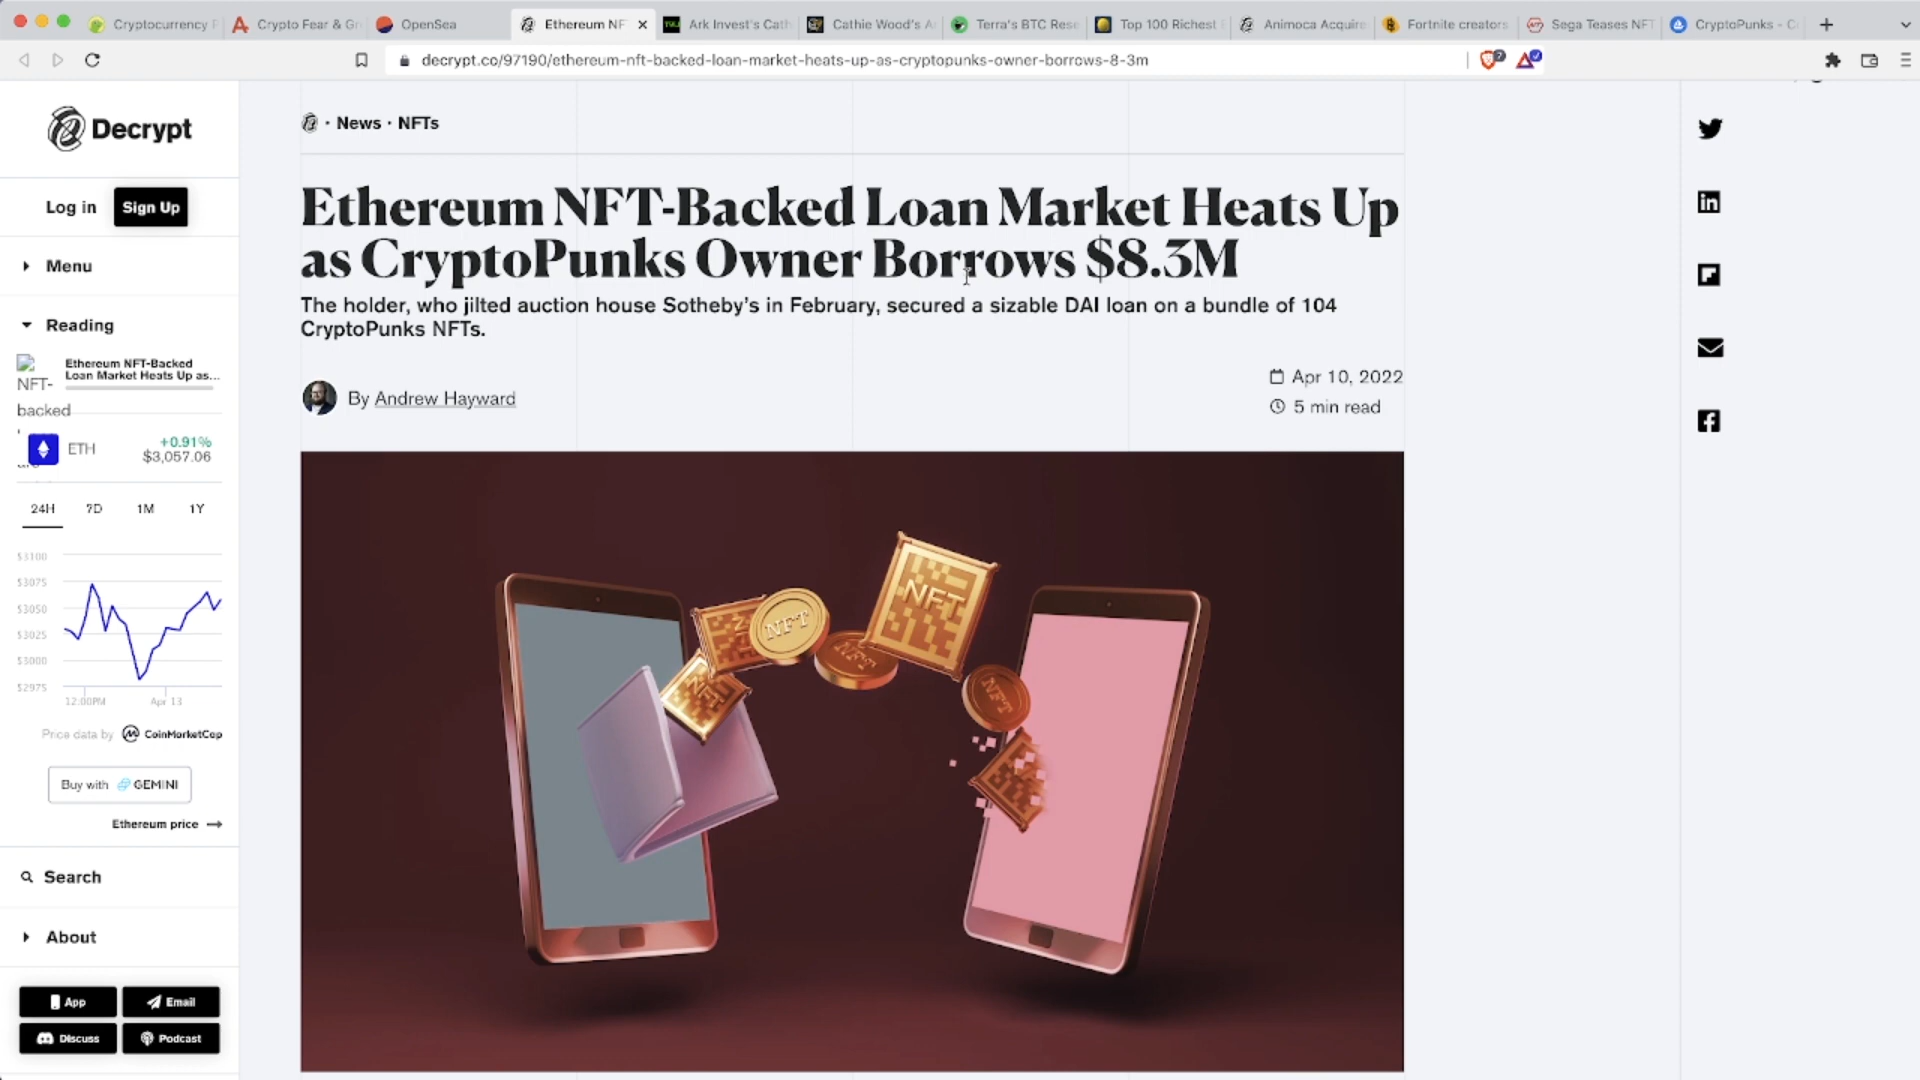 Cryptocurrency P
Crypto Fear & Gr
OpenSea
Ethereum NF
Ark Invest's Cath
Cathie Wood's A
Terra's BTC Rese
Top 100 Richest
Animoca Acquire
Fortnite creators
Sega Teases NFT
CryptoPunks - C
decrypt.co/97190/ethereum-nft-backed-loan-market-heats-up-as-cryptopunks-owner-borrows-8-3m
Decrypt
Log in
Sign Up
Menu
Reading
NFT-
backed
Ethereum NFT-Backed
Loan Market Heats Up as...
ETH
+0.91%
$3,057.06
24H 7D 1M 1Y
$3100
$3075
$3050
$3025
$3000
$2975
12:00PM Apr 13
Price data by CoinMarketCap
Buy with GEMINI
Ethereum price →
Search
About
App
Email
Discuss
Podcast
· News · NFTs
Ethereum NFT-Backed Loan Market Heats Up
as CryptoPunks Owner Borrows $8.3M
The holder, who jilted auction house Sotheby's in February, secured a sizable DAI loan on a bundle of 104
CryptoPunks NFTs.
By Andrew Hayward
Apr 10, 2022
5 min read
NFT
NFT
NFT
NFT
NFT